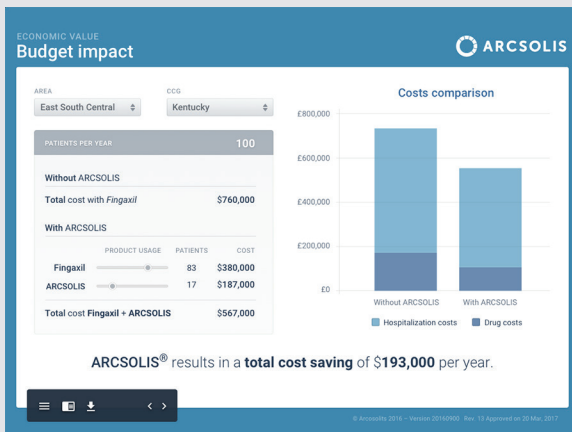 ECONOMIC VALUE
Budget impact
ARCSOLIS
AREA
CCG
East South Central
Kentucky
PATIENTS PER YEAR 100
Without ARCSOLIS
Total cost with Fingaxil $760,000
With ARCSOLIS
PRODUCT USAGE PATIENTS COST
Fingaxil 83 $380,000
ARCSOLIS 17 $187,000
Total cost Fingaxil + ARCSOLIS $567,000
Costs comparison
£800,000
£600,000
£400,000
£200,000
£0
Without ARCSOLIS With ARCSOLIS
Hospitalization costs Drug costs
ARCSOLIS® results in a total cost saving of $193,000 per year.
© Arcsolis 2016 – Version 20160900 Rev. 13 Approved on 20 Mar, 2017